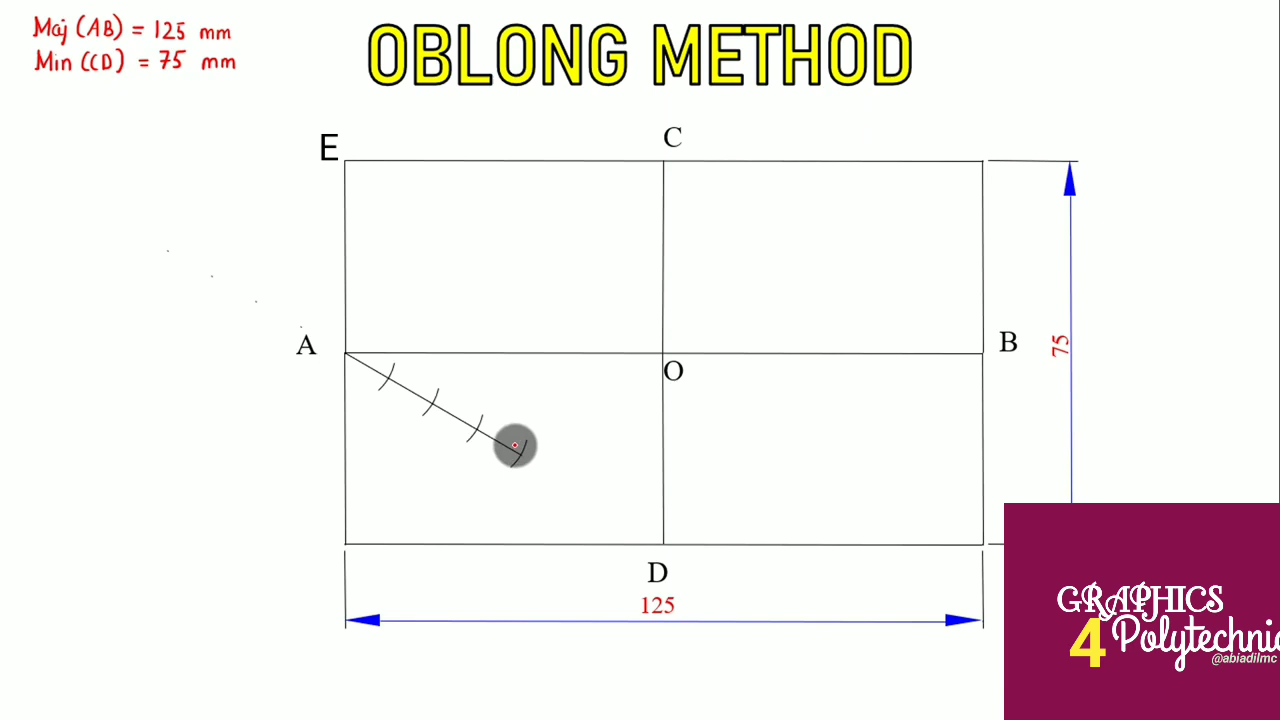 Maj (AB) = 125 mm
Min (CD) = 75 mm
OBLONG METHOD
E
C
A
B
O
75
D
125
GRAPHICS
4 Polytechnic
@abiadilmc